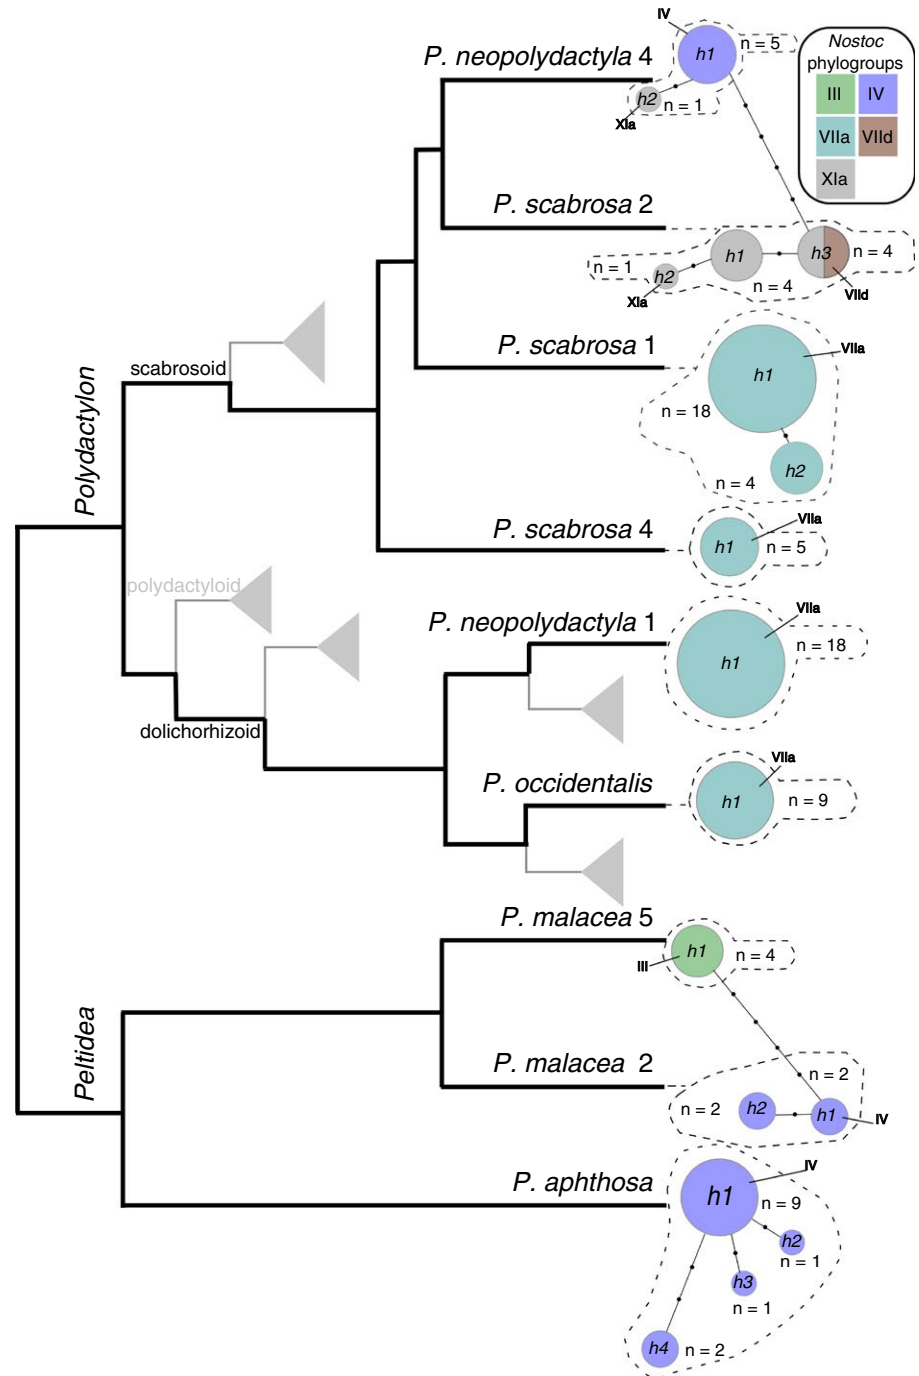 IV
P. neopolydactyla 4
h1
n = 5
h2
n = 1
XIa
Nostoc
phylogroups
III
IV
VIIa
VIId
XIa
P. scabrosa 2
n = 1
h2
h1
h3
n = 4
XIa
n = 4
VIId
scabrosoid
P. scabrosa 1
VIIa
h1
n = 18
h2
n = 4
Polydactylon
P. scabrosa 4
VIIa
h1
n = 5
polydactyloid
P. neopolydactyla 1
VIIa
h1
n = 18
dolichorhizoid
P. occidentalis
VIIa
h1
n = 9
P. malacea 5
h1
n = 4
III
Peltidea
P. malacea 2
n = 2
n = 2
h2
h1
IV
P. aphthosa
IV
h1
n = 9
h2
n = 1
h3
n = 1
h4
n = 2